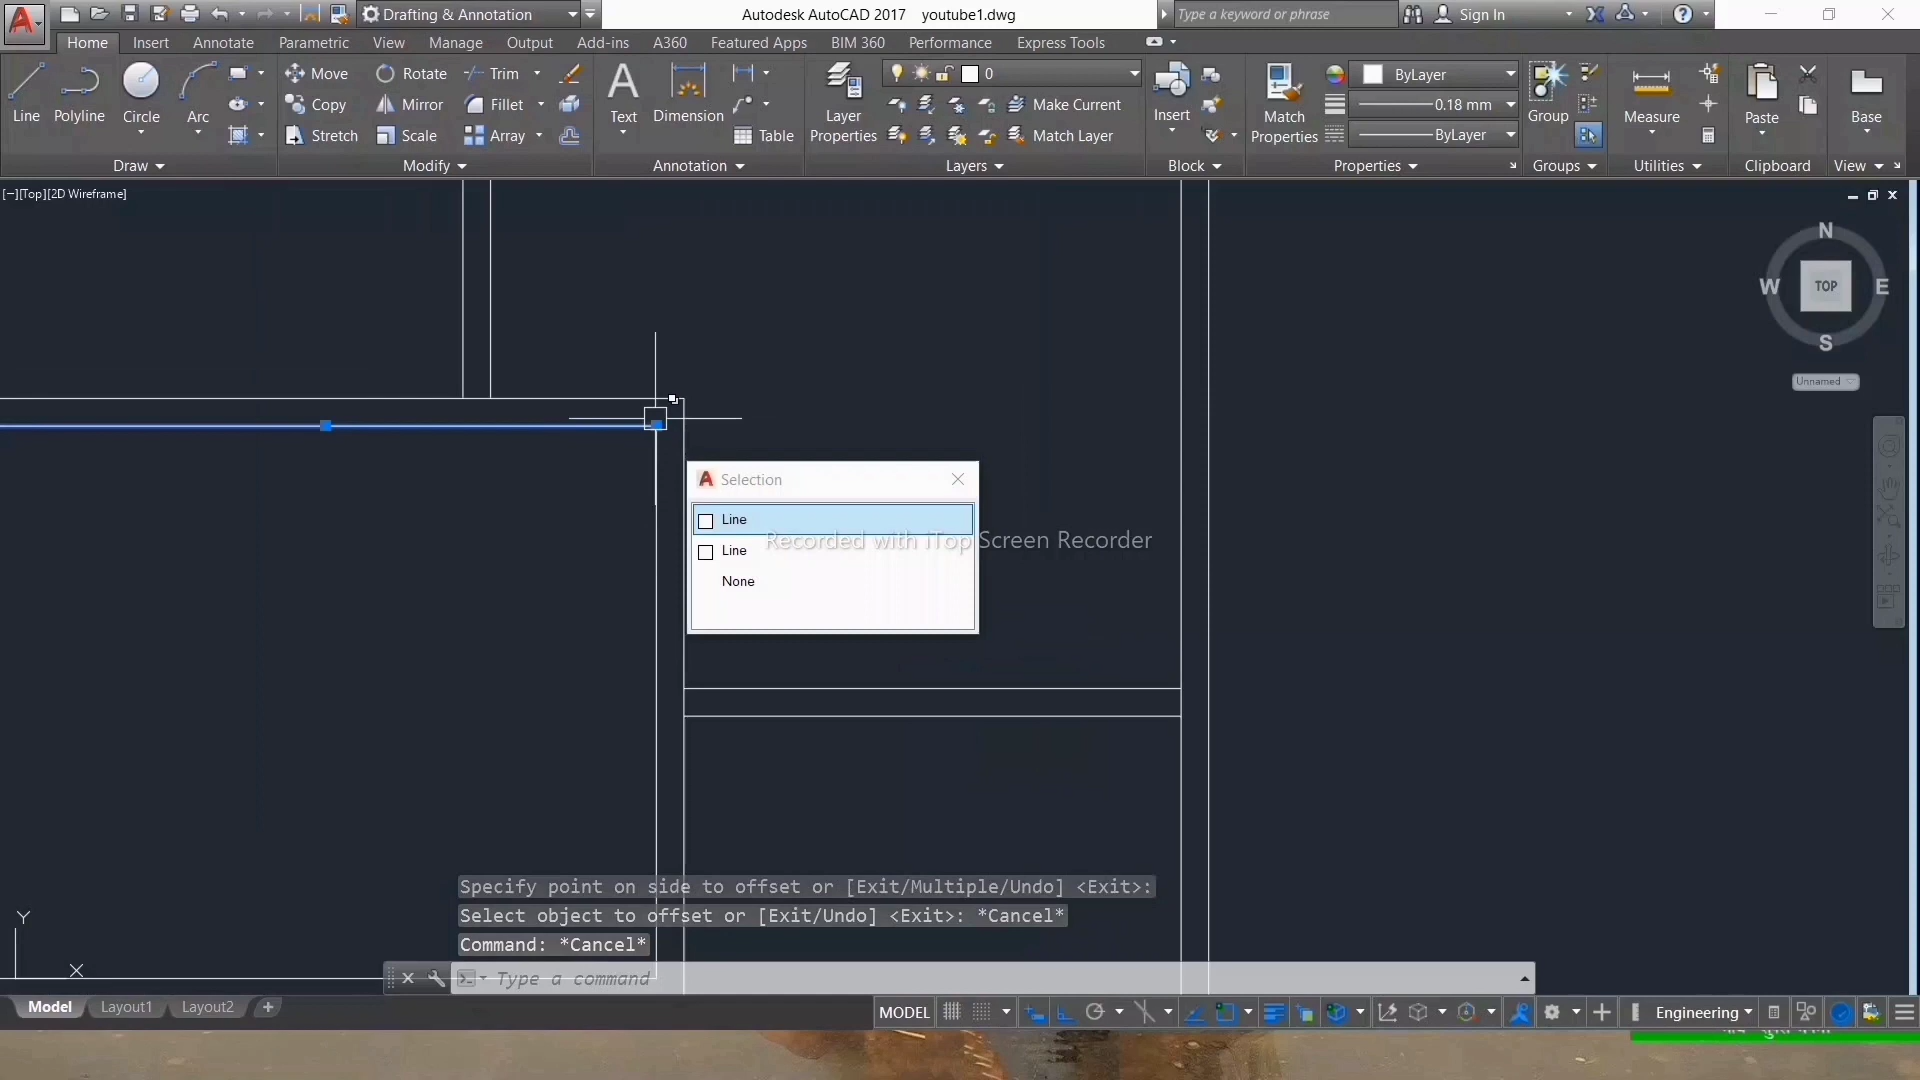 Drafting & Annotation
Autodesk AutoCAD 2017 youtube1.dwg
Type a keyword or phrase
Sign In
Home Insert Annotate Parametric View Manage Output Add-ins A360 Featured Apps BIM 360 Performance Express Tools
Line Polyline Circle Arc
Move Rotate Trim
Copy Mirror Fillet
Stretch Scale Array
Text Dimension Table
Layer Properties
0
Make Current
Match Layer
Insert
Match Properties
ByLayer
0.18 mm
ByLayer
Group
Measure
Paste
Base
Draw Modify Annotation Layers Block Properties Groups Utilities Clipboard View
[−][Top][2D Wireframe]
N
W TOP E
S
Unnamed
Selection
Line
Line
None
Recorded with iTop Screen Recorder
Specify point on side to offset or [Exit/Multiple/Undo] <Exit>:
Select object to offset or [Exit/Undo] <Exit>: *Cancel*
Command: *Cancel*
Type a command
Y
X
Model Layout1 Layout2 +
MODEL
Engineering